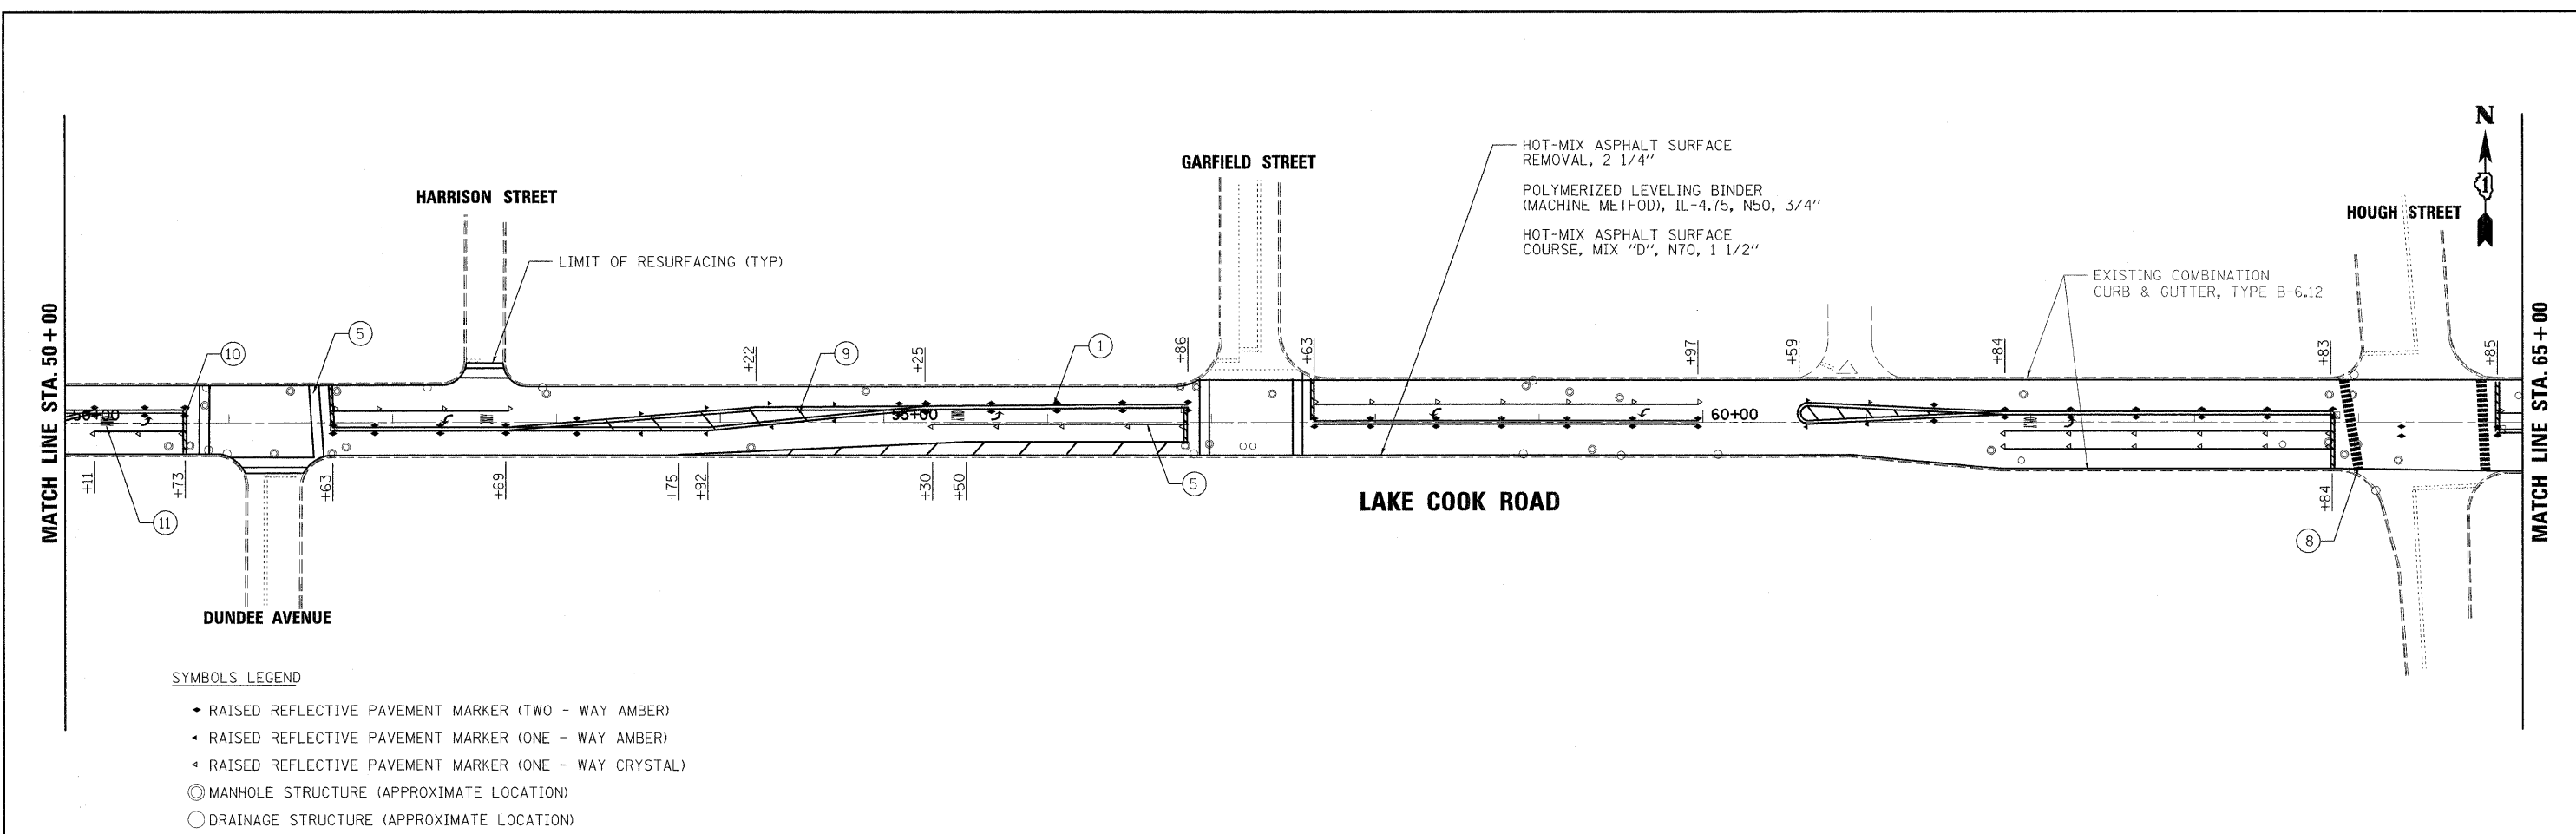 N
1
HARRISON STREET
GARFIELD STREET
HOUGH STREET
HOT-MIX ASPHALT SURFACE
REMOVAL, 2 1/4"
POLYMERIZED LEVELING BINDER
(MACHINE METHOD), IL-4.75, N50, 3/4"
HOT-MIX ASPHALT SURFACE
COURSE, MIX "D", N70, 1 1/2"
LIMIT OF RESURFACING (TYP)
EXISTING COMBINATION
CURB & GUTTER, TYPE B-6.12
MATCH LINE STA. 50+00
MATCH LINE STA. 65+00
5
10
+22
9
+25
1
+86
+63
+97
+59
+84
+83
+85
50+00
55+00
60+00
+11
+73
+63
+69
+75
+92
+30
+50
5
+84
11
8
LAKE COOK ROAD
DUNDEE AVENUE
SYMBOLS LEGEND
RAISED REFLECTIVE PAVEMENT MARKER (TWO - WAY AMBER)
RAISED REFLECTIVE PAVEMENT MARKER (ONE - WAY AMBER)
RAISED REFLECTIVE PAVEMENT MARKER (ONE - WAY CRYSTAL)
MANHOLE STRUCTURE (APPROXIMATE LOCATION)
DRAINAGE STRUCTURE (APPROXIMATE LOCATION)